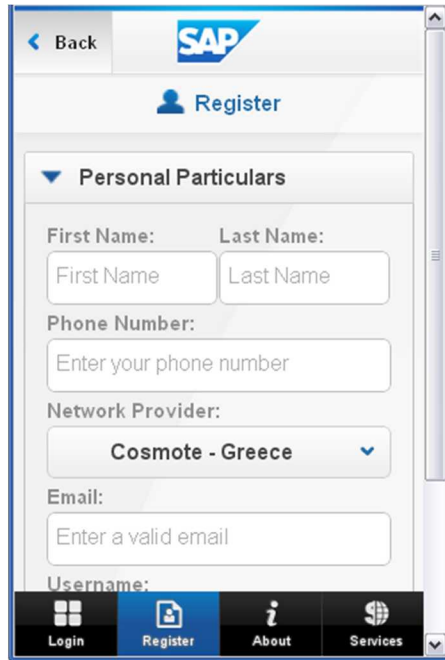 Back
SAP
Register
Personal Particulars
First Name: Last Name:
First Name Last Name
Phone Number:
Enter your phone number
Network Provider:
Cosmote - Greece
Email:
Enter a valid email
Username:
Login Register About Services